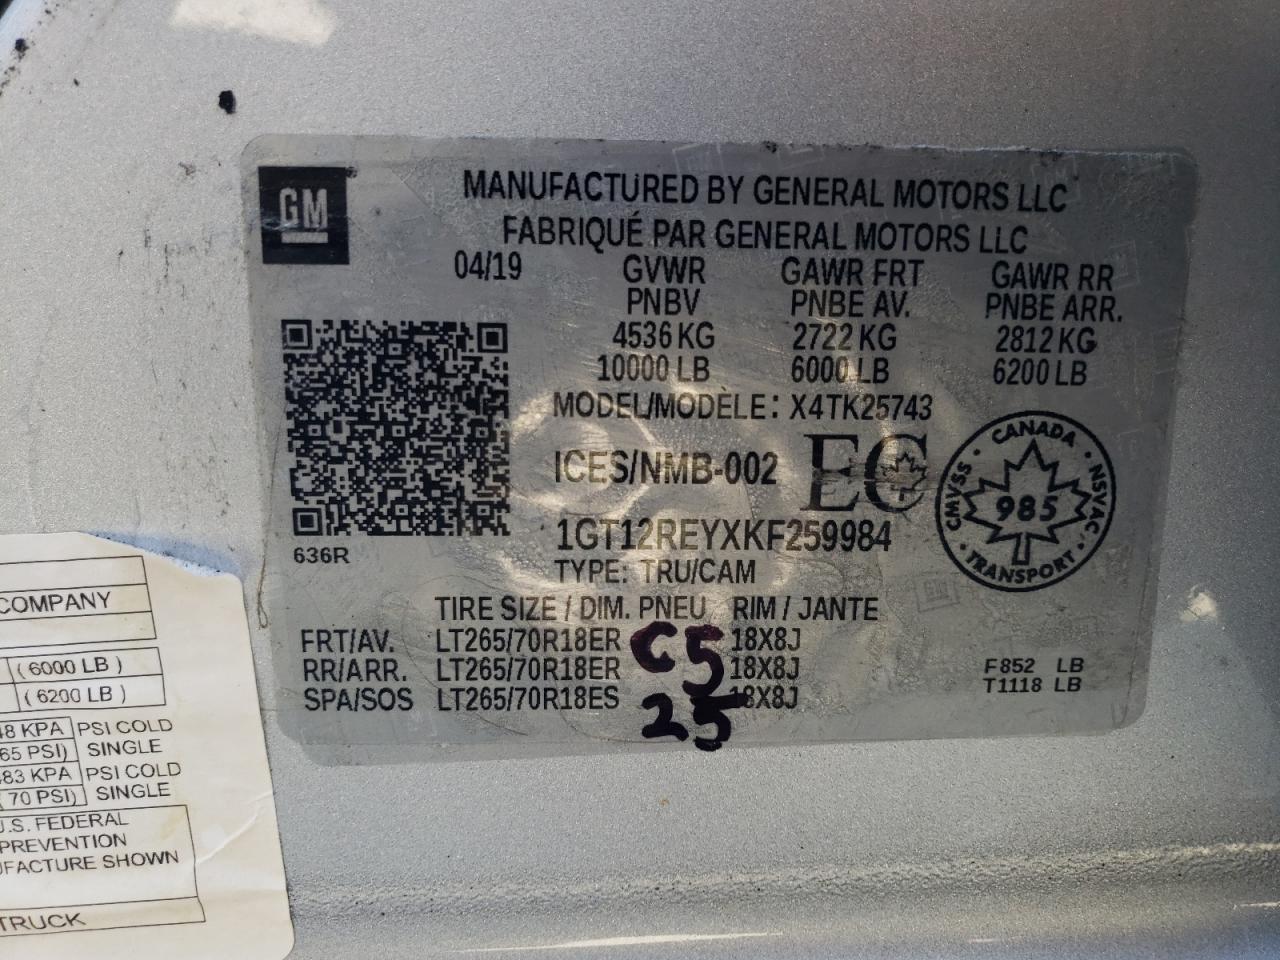 GM
MANUFACTURED BY GENERAL MOTORS LLC
FABRIQUÉ PAR GENERAL MOTORS LLC
04/19 GVWR GAWR FRT GAWR RR
PNBV PNBE AV. PNBE ARR.
4536 KG 2722 KG 2812 KG
10000 LB 6000 LB 6200 LB
MODEL/MODÈLE: X4TK25743
ICES/NMB-002 EC
CANADA
CMVSS 985 NSVAC
TRANSPORT
636R
1GT12REYXKF259984
TYPE: TRU/CAM
TIRE SIZE / DIM. PNEU RIM / JANTE
FRT/AV. LT265/70R18ER 18X8J
RR/ARR. LT265/70R18ER 18X8J
SPA/SOS LT265/70R18ES 18X8J
C5
25
F852 LB
T1118 LB
COMPANY
(6000 LB)
(6200 LB)
48 KPA PSI COLD
65 PSI) SINGLE
483 KPA PSI COLD
(70 PSI) SINGLE
U.S. FEDERAL
PREVENTION
UFACTURE SHOWN
TRUCK